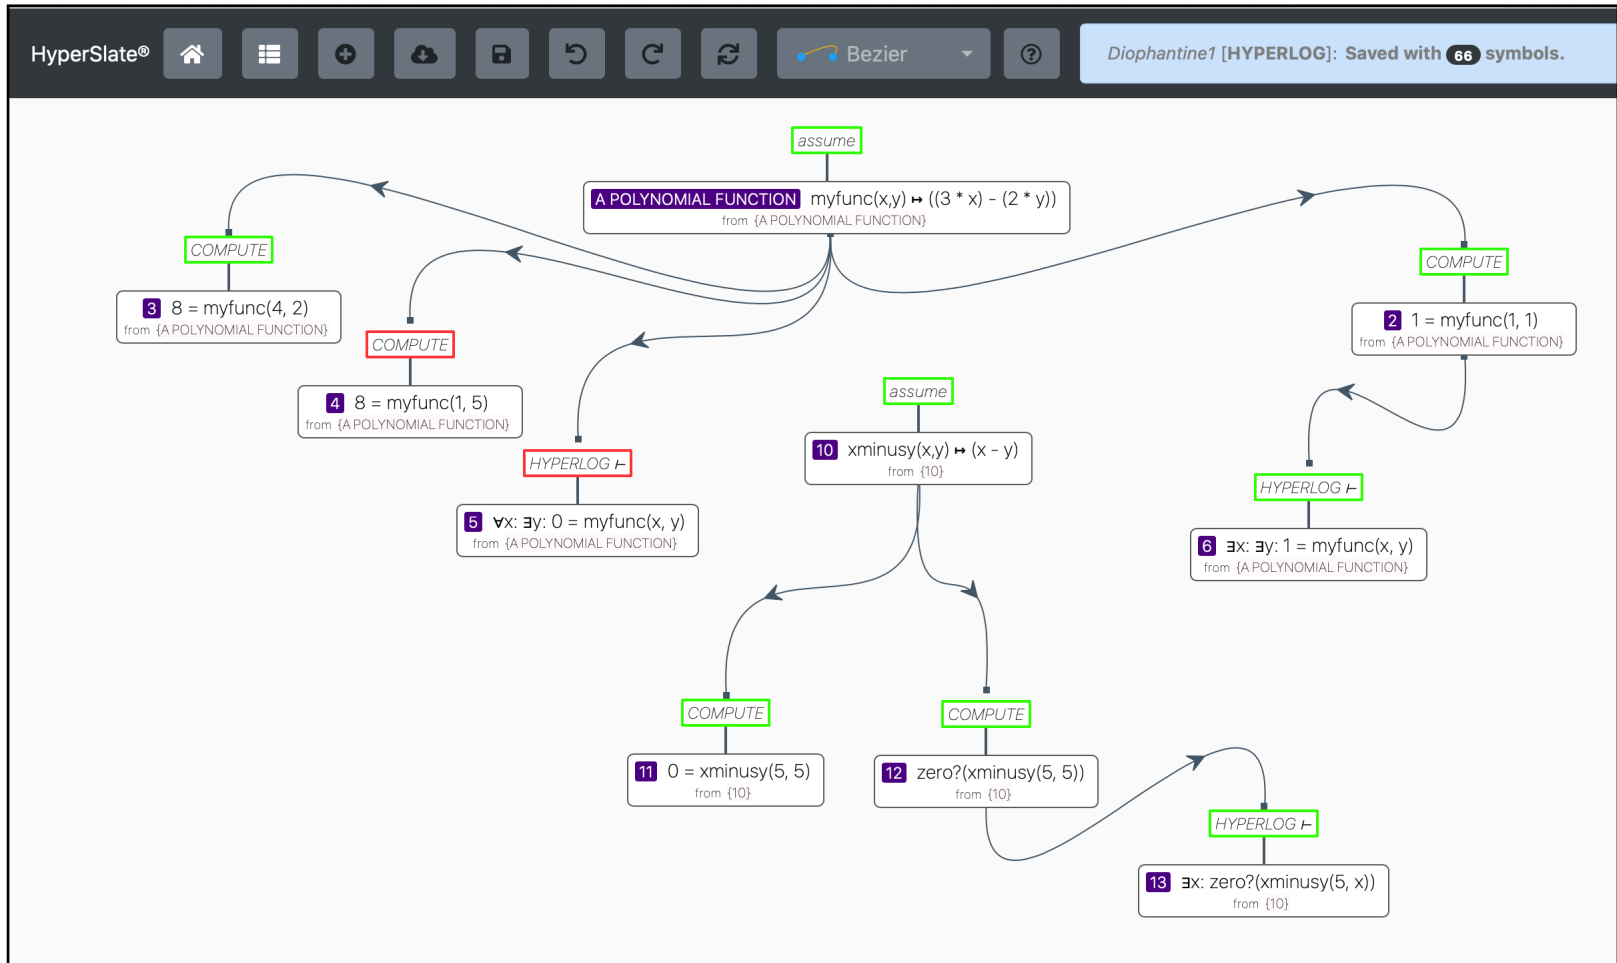 HyperSlate® Bezier Diophantine1 [HYPERLOG]: Saved with 66 symbols.
assume
A POLYNOMIAL FUNCTION myfunc(x,y) ↦ ((3 * x) - (2 * y))
from {A POLYNOMIAL FUNCTION}
COMPUTE
3 8 = myfunc(4, 2)
from {A POLYNOMIAL FUNCTION}
COMPUTE
2 1 = myfunc(1, 1)
from {A POLYNOMIAL FUNCTION}
COMPUTE
4 8 = myfunc(1, 5)
from {A POLYNOMIAL FUNCTION}
assume
10 xminusy(x,y) ↦ (x - y)
from {10}
HYPERLOG ⊢
5 ∀x: ∃y: 0 = myfunc(x, y)
from {A POLYNOMIAL FUNCTION}
HYPERLOG ⊢
6 ∃x: ∃y: 1 = myfunc(x, y)
from {A POLYNOMIAL FUNCTION}
COMPUTE
11 0 = xminusy(5, 5)
from {10}
COMPUTE
12 zero?(xminusy(5, 5))
from {10}
HYPERLOG ⊢
13 ∃x: zero?(xminusy(5, x))
from {10}